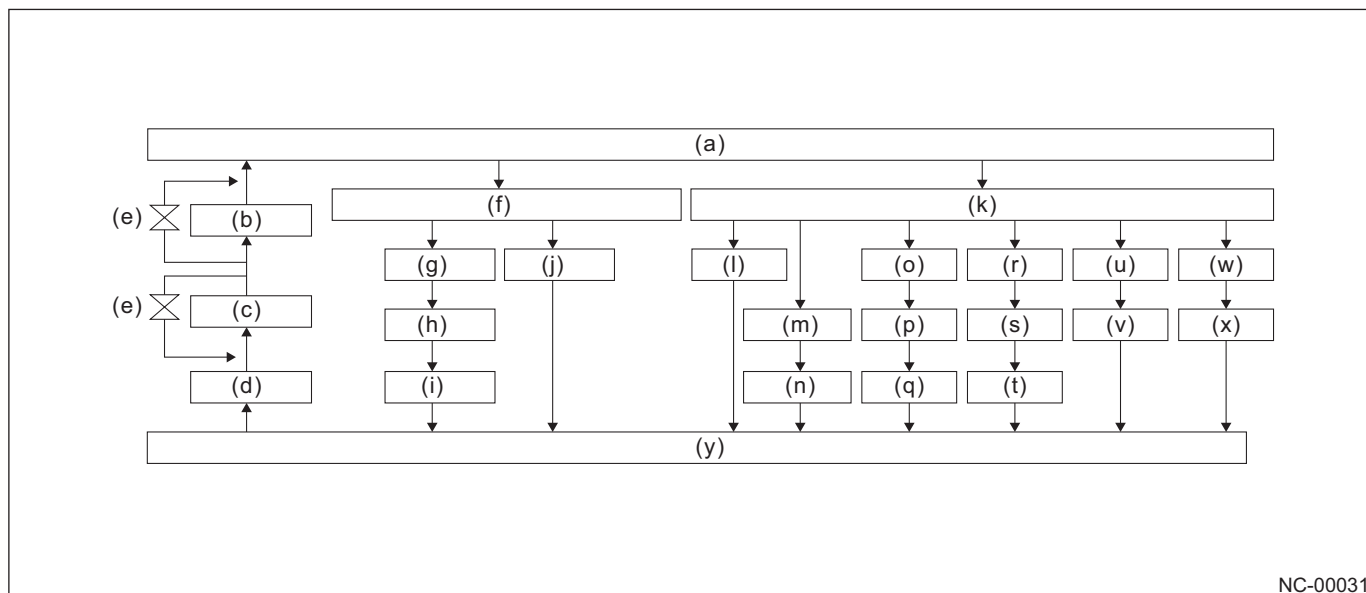 (a)
(e)
(b)
(f)
(k)
(g)
(j)
(l)
(o)
(r)
(u)
(w)
(e)
(c)
(h)
(m)
(p)
(s)
(v)
(x)
(d)
(i)
(n)
(q)
(t)
(y)
NC-00031